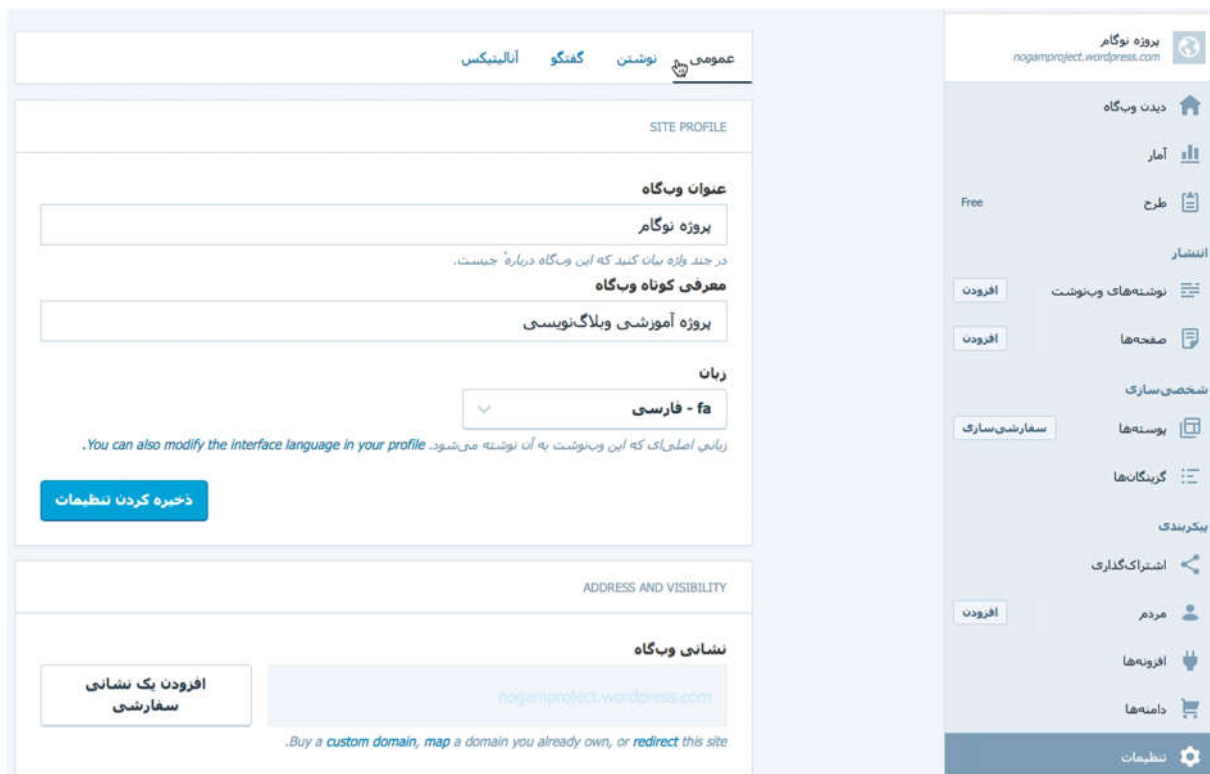 پروژه نوگام
nogamproject.wordpress.com
دیدن وب‌گاه
آمار
طرح Free
انتشار
نوشته‌های وب‌نوشت افزودن
صفحه‌ها افزودن
شخصی‌سازی
پوسته‌ها سفارشی‌سازی
گزینگان‌ها
پیکربندی
اشتراک‌گذاری
مردم افزودن
افزونه‌ها
دامنه‌ها
تنظیمات
عمومی نوشتن گفتگو آنالیتیکس
SITE PROFILE
عنوان وب‌گاه
پروژه نوگام
در چند واژه بیان کنید که این وب‌گاه دربارهٔ چیست.
معرفی کوتاه وب‌گاه
پروژه آموزشی وبلاگ‌نویسی
زبان
fa - فارسی
زبانیِ اصلی‌ای که این وب‌نوشت به آن نوشته می‌شود. You can also modify the interface language in your profile.
ذخیره کردن تنظیمات
ADDRESS AND VISIBILITY
نشانی وب‌گاه
nogamproject.wordpress.com
افزودن یک نشانی
سفارشی
Buy a custom domain, map a domain you already own, or redirect this site.